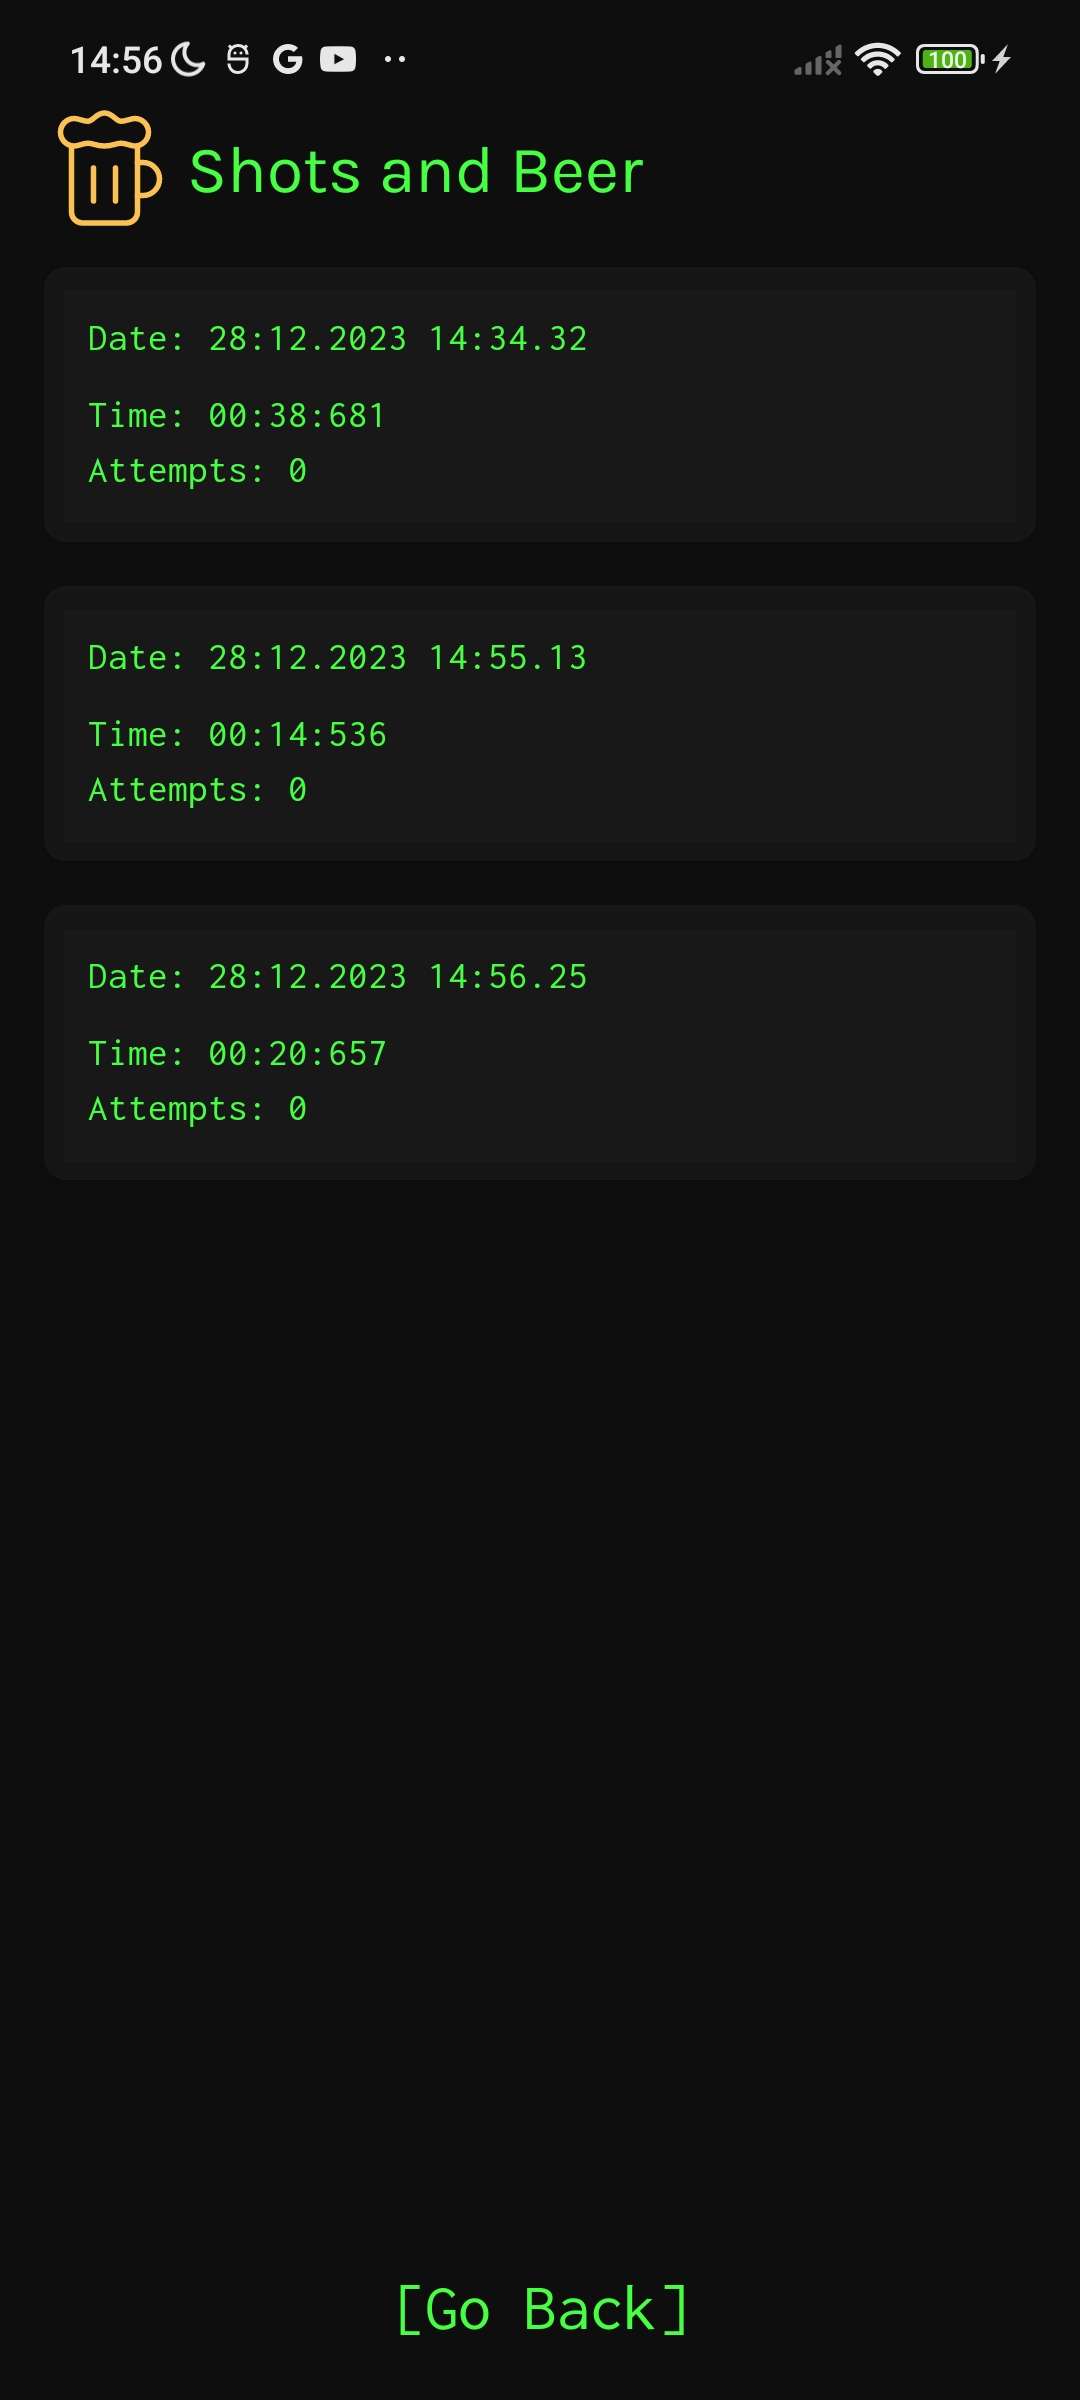 14:56
100
Shots and Beer
Date: 28:12.2023 14:34.32
Time: 00:38:681
Attempts: 0
Date: 28:12.2023 14:55.13
Time: 00:14:536
Attempts: 0
Date: 28:12.2023 14:56.25
Time: 00:20:657
Attempts: 0
[Go Back]